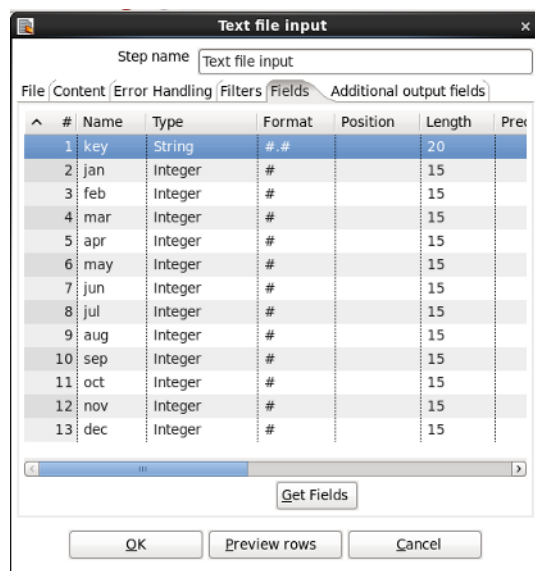 Text file input
Step name Text file input
File Content Error Handling Filters Fields Additional output fields
# Name Type Format Position Length Prec
1 key String #.# 20
2 jan Integer # 15
3 feb Integer # 15
4 mar Integer # 15
5 apr Integer # 15
6 may Integer # 15
7 jun Integer # 15
8 jul Integer # 15
9 aug Integer # 15
10 sep Integer # 15
11 oct Integer # 15
12 nov Integer # 15
13 dec Integer # 15
Get Fields
OK Preview rows Cancel